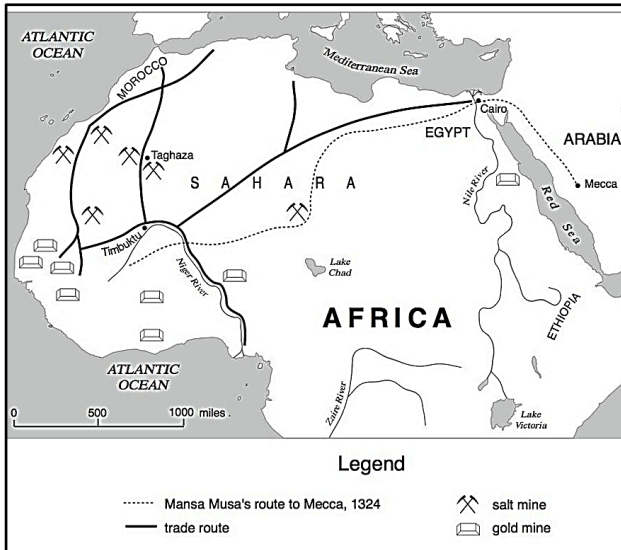 ATLANTIC
OCEAN
Mediterranean Sea
MOROCCO
Cairo
EGYPT
ARABIA
Taghaza
SAHARA
Nile River
Mecca
Red
Sea
Timbuktu
Niger River
Lake
Chad
AFRICA
ETHIOPIA
ATLANTIC
OCEAN
Zaire River
Lake
Victoria
0 500 1000 miles
Legend
Mansa Musa's route to Mecca, 1324
salt mine
trade route
gold mine